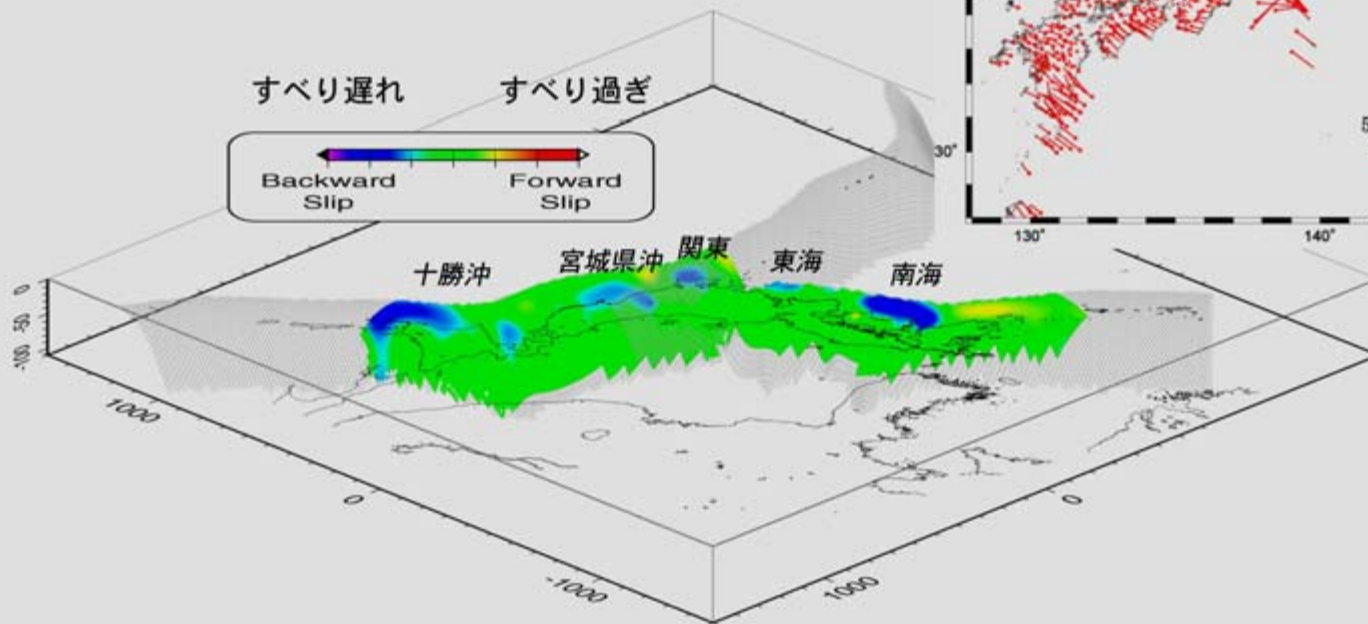 すべり遅れ すべり過ぎ
Backward Slip
Forward Slip
30°
130°
140°
十勝沖
宮城県沖
関東
東海
南海
0
-50
-100
1000
0
-1000
1000
0